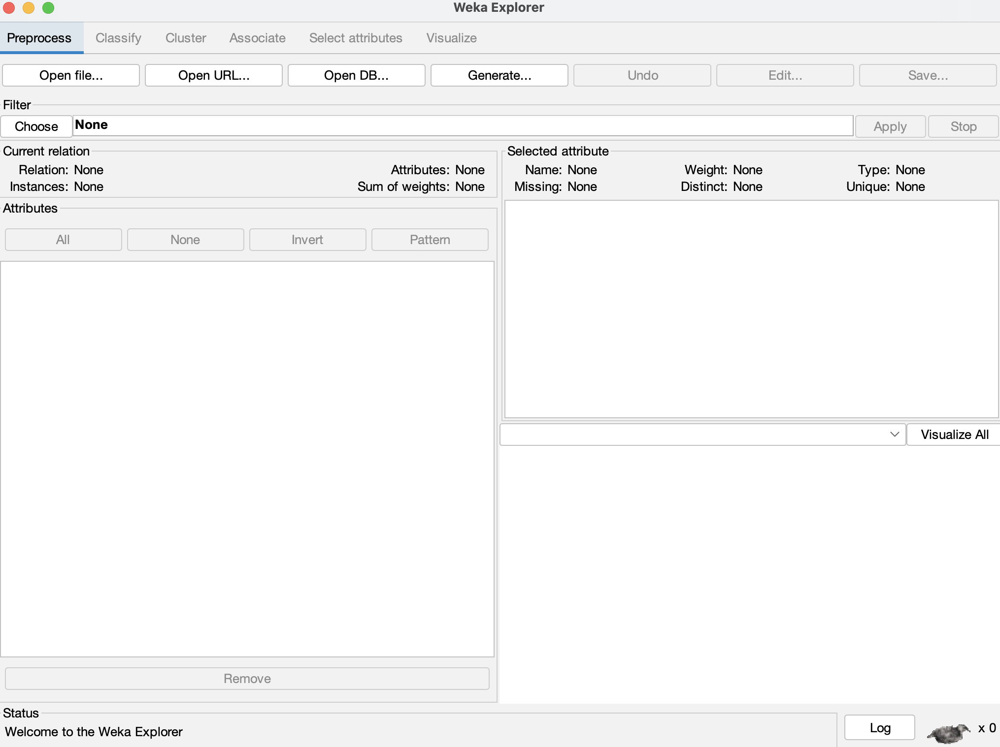 Weka Explorer
Preprocess Classify Cluster Associate Select attributes Visualize
Open file... Open URL... Open DB... Generate... Undo Edit... Save...
Filter
Choose None Apply Stop
Current relation
Relation: None Attributes: None
Instances: None Sum of weights: None
Selected attribute
Name: None Weight: None Type: None
Missing: None Distinct: None Unique: None
Attributes
All None Invert Pattern
Visualize All
Remove
Status
Welcome to the Weka Explorer
Log x 0